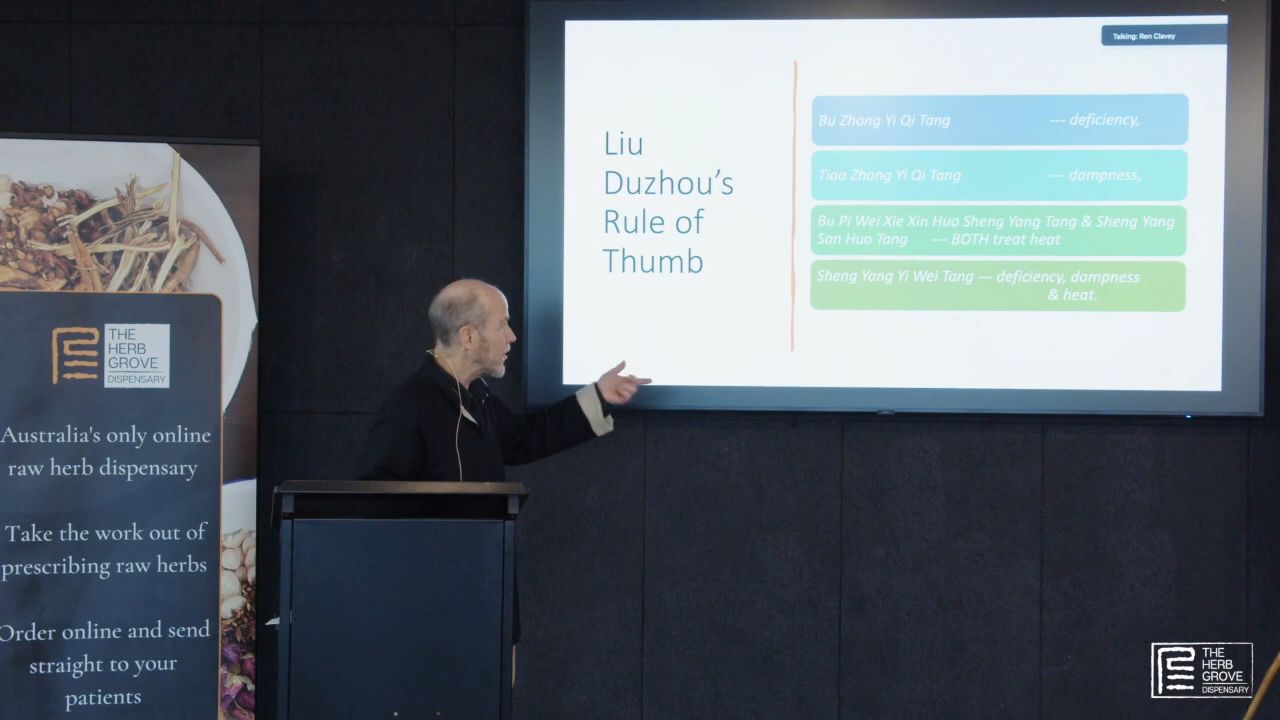 Talking: Ren Clavey
Liu
Duzhou's
Rule of
Thumb
Bu Zhong Yi Qi Tang --- deficiency,
Tiao Zhong Yi Qi Tang --- dampness,
Bu Pi Wei Xie Xin Huo Sheng Yang Tang & Sheng Yang
San Huo Tang --- BOTH treat heat
Sheng Yang Yi Wei Tang --- deficiency, dampness
& heat.
THE
HERB
GROVE
DISPENSARY
Australia's only online
raw herb dispensary
Take the work out of
prescribing raw herbs
Order online and send
straight to your
patients
THE
HERB
GROVE
DISPENSARY